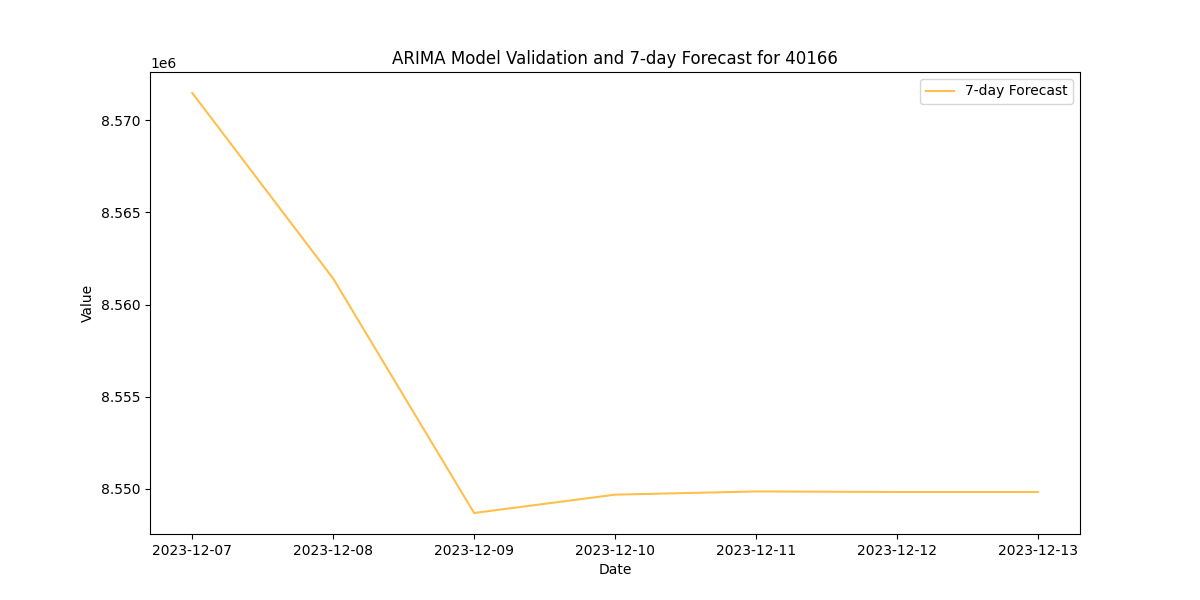 ARIMA Model Validation and 7-day Forecast for 40166
1e6
7-day Forecast
8.570
8.565
8.560
8.555
8.550
Value
2023-12-07 2023-12-08 2023-12-09 2023-12-10 2023-12-11 2023-12-12 2023-12-13
Date